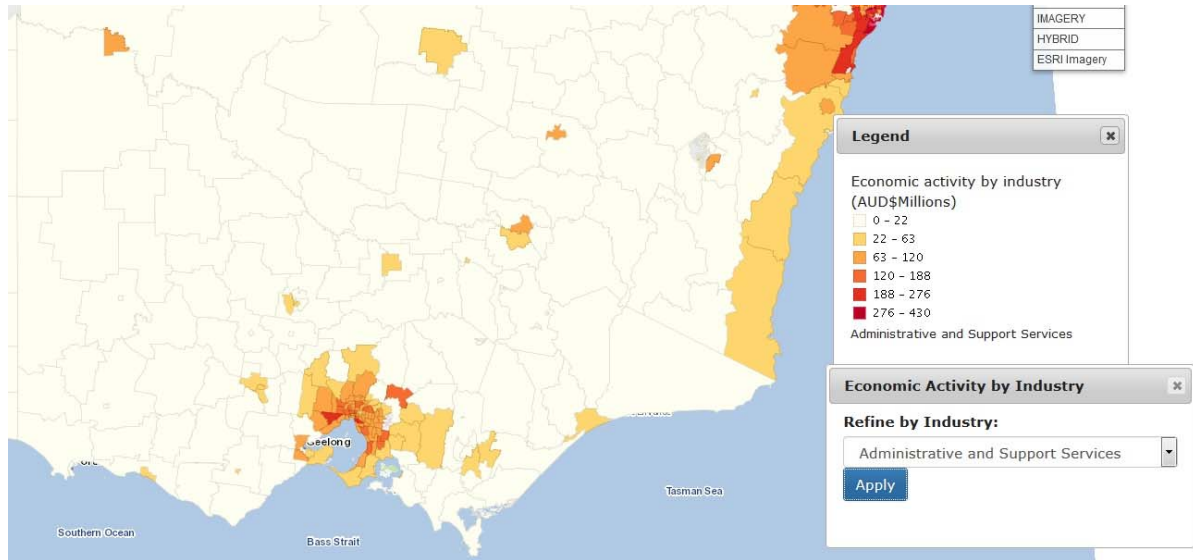 IMAGERY
HYBRID
ESRI Imagery
Legend
Economic activity by industry
(AUD$Millions)
0 – 22
22 – 63
63 – 120
120 – 188
188 – 276
276 – 430
Administrative and Support Services
Economic Activity by Industry
Refine by Industry:
Administrative and Support Services
Apply
Geelong
Tasman Sea
Southern Ocean
Bass Strait